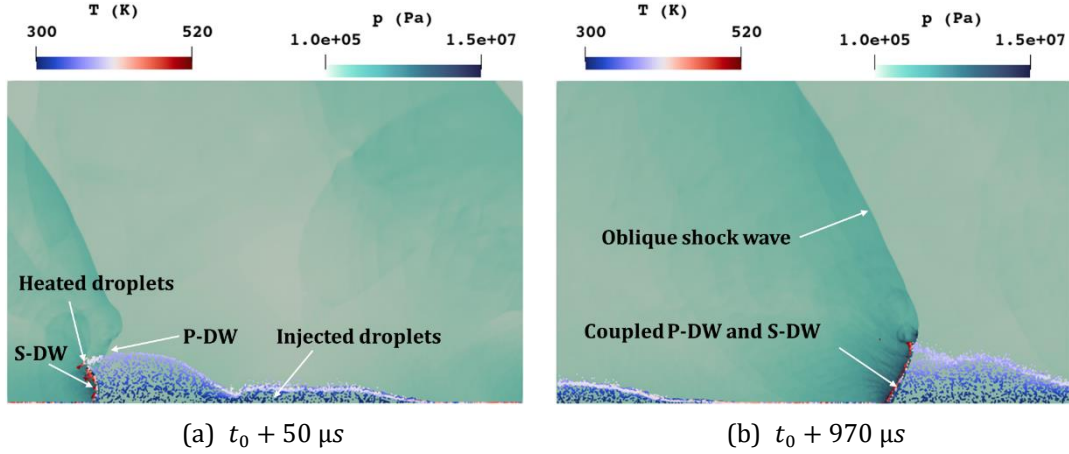 T (K)
300 520
p (Pa)
1.0e+05 1.5e+07
T (K)
300 520
p (Pa)
1.0e+05 1.5e+07
Heated droplets
P-DW
Injected droplets
S-DW
Oblique shock wave
Coupled P-DW and S-DW
(a) t₀ + 50 μs
(b) t₀ + 970 μs